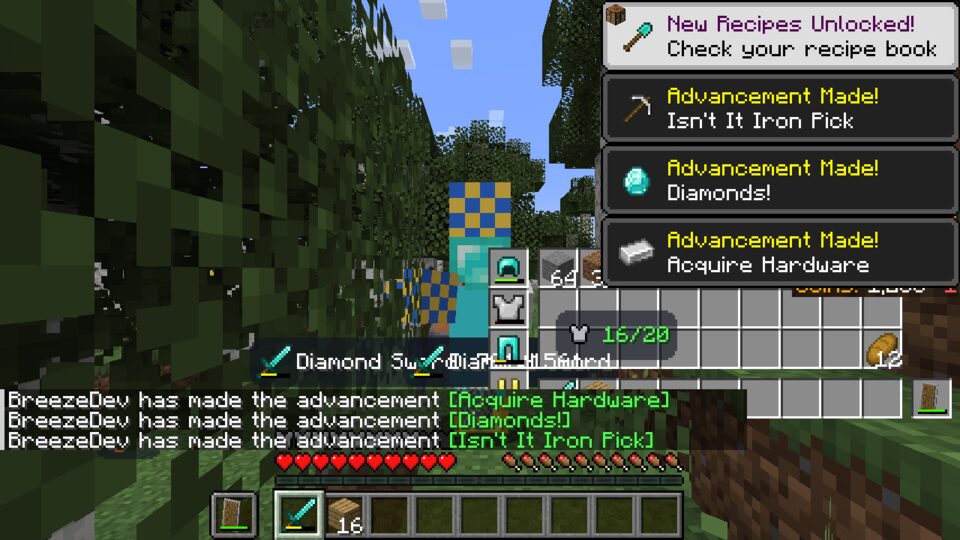 New Recipes Unlocked!
Check your recipe book
Advancement Made!
Isn't It Iron Pick
Advancement Made!
Diamonds!
Advancement Made!
Acquire Hardware
64
16/20
12
Diamond Sword
BreezeDev has made the advancement [Acquire Hardware]
BreezeDev has made the advancement [Diamonds!]
BreezeDev has made the advancement [Isn't It Iron Pick]
16